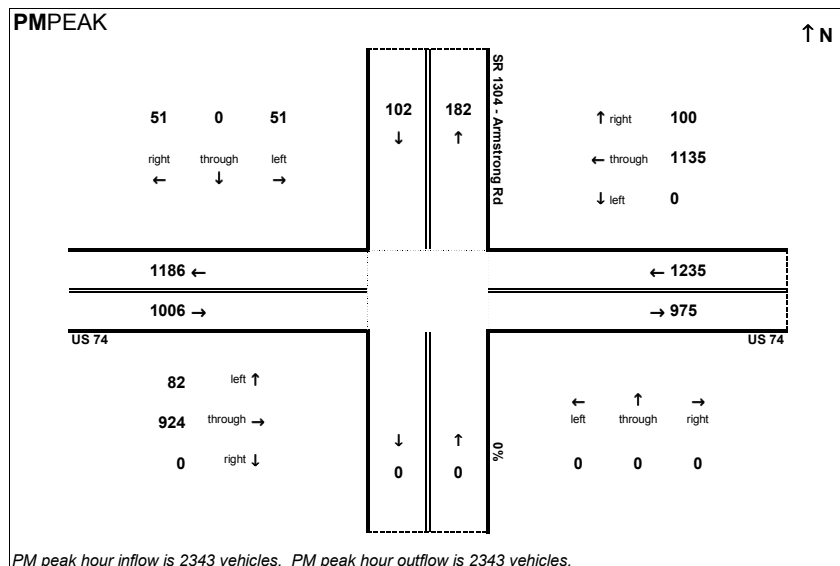 PMPEAK
↑ N
51 0 51
right through left
← ↓ →
102 182
↓ ↑
SR 1304 - Armstrong Rd
↑ right 100
← through 1135
↓ left 0
1186 ←
1006 →
← 1235
→ 975
US 74
US 74
82 left ↑
924 through →
0 right ↓
↓ ↑
0 0
0%
← ↑ →
left through right
0 0 0
PM peak hour inflow is 2343 vehicles. PM peak hour outflow is 2343 vehicles.